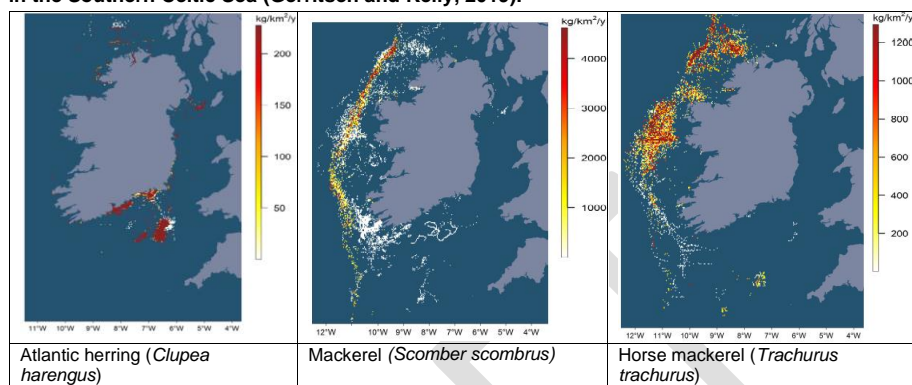 in the Southern Celtic Sea (Gerritsen and Kelly, 2019).
kg/km²/y
200
150
100
50
11°W 10°W 9°W 8°W 7°W 6°W 5°W 4°W
kg/km²/y
4000
3000
2000
1000
12°W 10°W 9°W 8°W 7°W 6°W 5°W 4°W
kg/km²/y
1200
1000
800
600
400
200
12°W 11°W 10°W 9°W 8°W 7°W 6°W 5°W 4°W
Atlantic herring (Clupea
harengus)
Mackerel (Scomber scombrus)
Horse mackerel (Trachurus
trachurus)